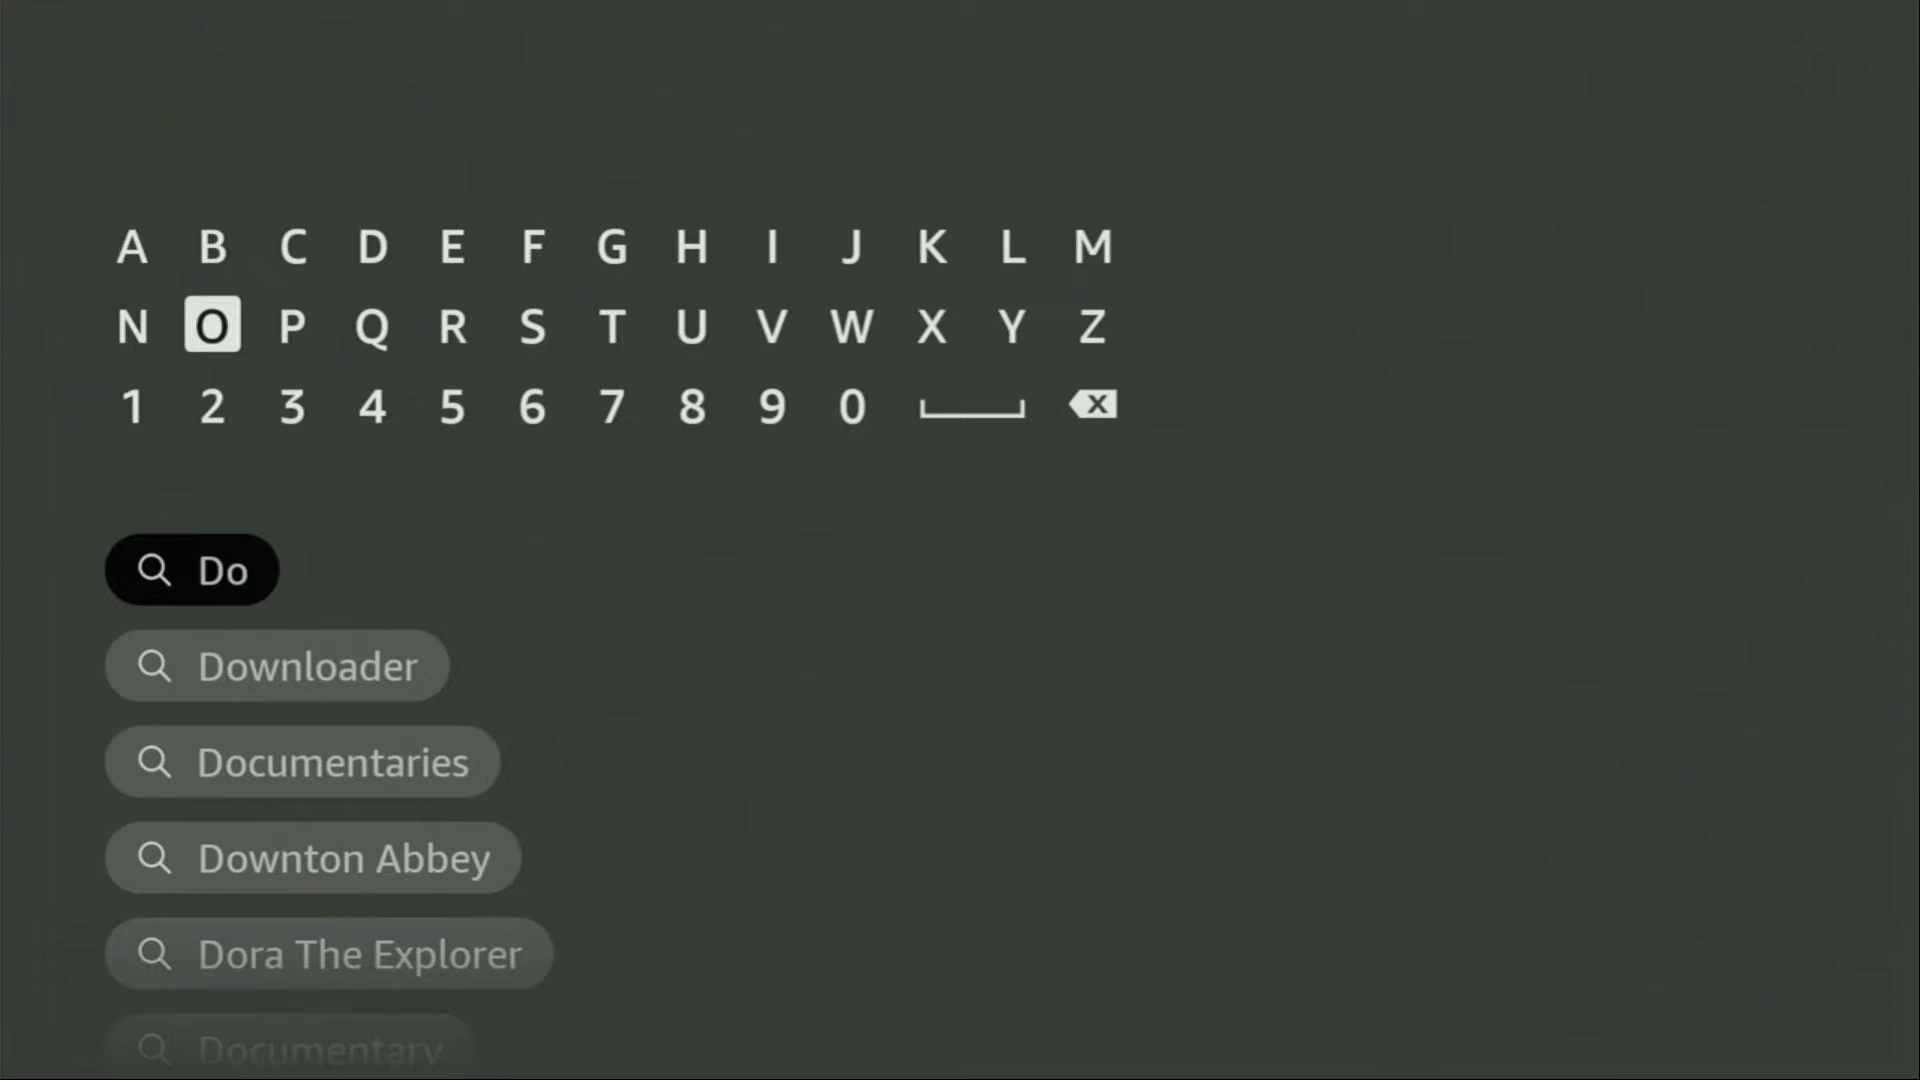 A B C D E F G H I J K L M
N O P Q R S T U V W X Y Z
1 2 3 4 5 6 7 8 9 0
Do
Downloader
Documentaries
Downton Abbey
Dora The Explorer
Documentary